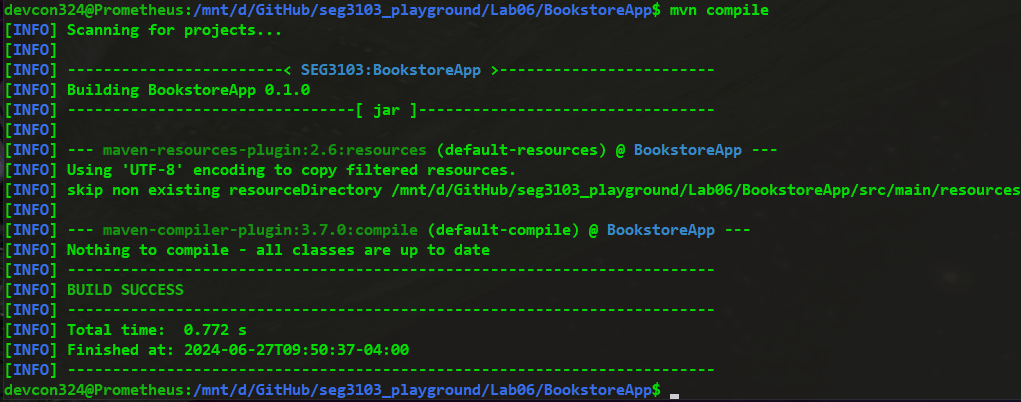 devcon324@Prometheus:/mnt/d/GitHub/seg3103_playground/Lab06/BookstoreApp$ mvn compile
[INFO] Scanning for projects...
[INFO]
[INFO] ------------------------< SEG3103:BookstoreApp >------------------------
[INFO] Building BookstoreApp 0.1.0
[INFO] --------------------------------[ jar ]---------------------------------
[INFO]
[INFO] --- maven-resources-plugin:2.6:resources (default-resources) @ BookstoreApp ---
[INFO] Using 'UTF-8' encoding to copy filtered resources.
[INFO] skip non existing resourceDirectory /mnt/d/GitHub/seg3103_playground/Lab06/BookstoreApp/src/main/resources
[INFO]
[INFO] --- maven-compiler-plugin:3.7.0:compile (default-compile) @ BookstoreApp ---
[INFO] Nothing to compile - all classes are up to date
[INFO] ------------------------------------------------------------------------
[INFO] BUILD SUCCESS
[INFO] ------------------------------------------------------------------------
[INFO] Total time:  0.772 s
[INFO] Finished at: 2024-06-27T09:50:37-04:00
[INFO] ------------------------------------------------------------------------
devcon324@Prometheus:/mnt/d/GitHub/seg3103_playground/Lab06/BookstoreApp$